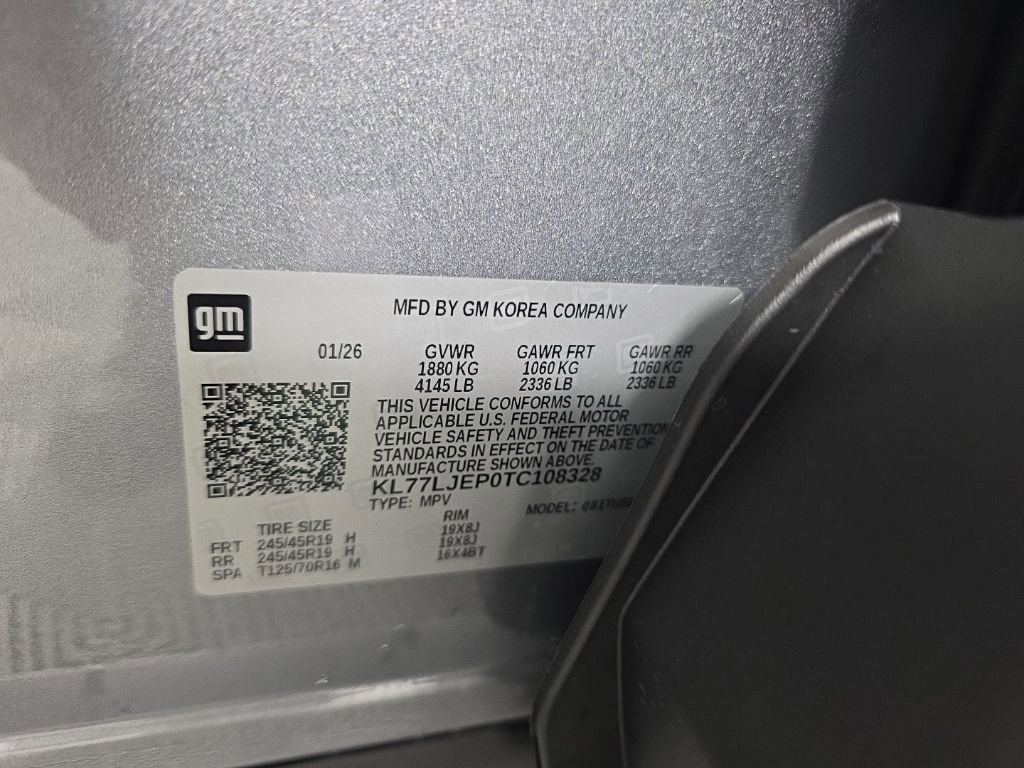 gm
MFD BY GM KOREA COMPANY
01/26 GVWR GAWR FRT GAWR RR
1880 KG 1060 KG 1060 KG
4145 LB 2336 LB 2336 LB
THIS VEHICLE CONFORMS TO ALL
APPLICABLE U.S. FEDERAL MOTOR
VEHICLE SAFETY AND THEFT PREVENTION
STANDARDS IN EFFECT ON THE DATE OF
MANUFACTURE SHOWN ABOVE.
KL77LJEP0TC108328
TYPE: MPV MODEL:
TIRE SIZE RIM
FRT 245/45R19 H 19X8J
RR 245/45R19 H 19X8J
SPA T125/70R16 M 16X4BT